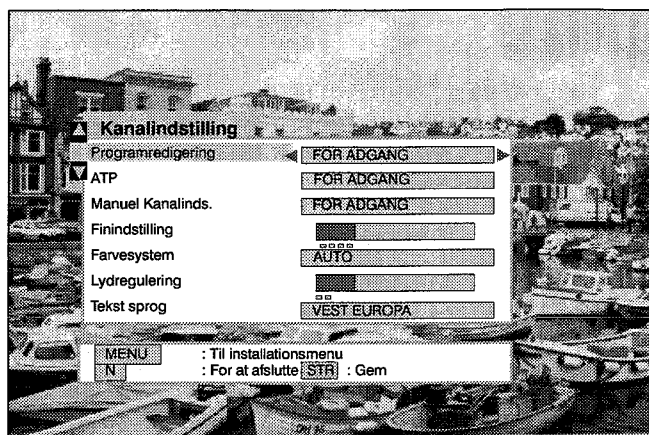 Kanalindstilling
Programredigering FOR ADGANG
ATP FOR ADGANG
Manuel Kanalinds. FOR ADGANG
Finindstilling
Farvesystem AUTO
Lydregulering
Tekst sprog VEST EUROPA
MENU : Til installationsmenu
N : For at afslutte STR : Gem